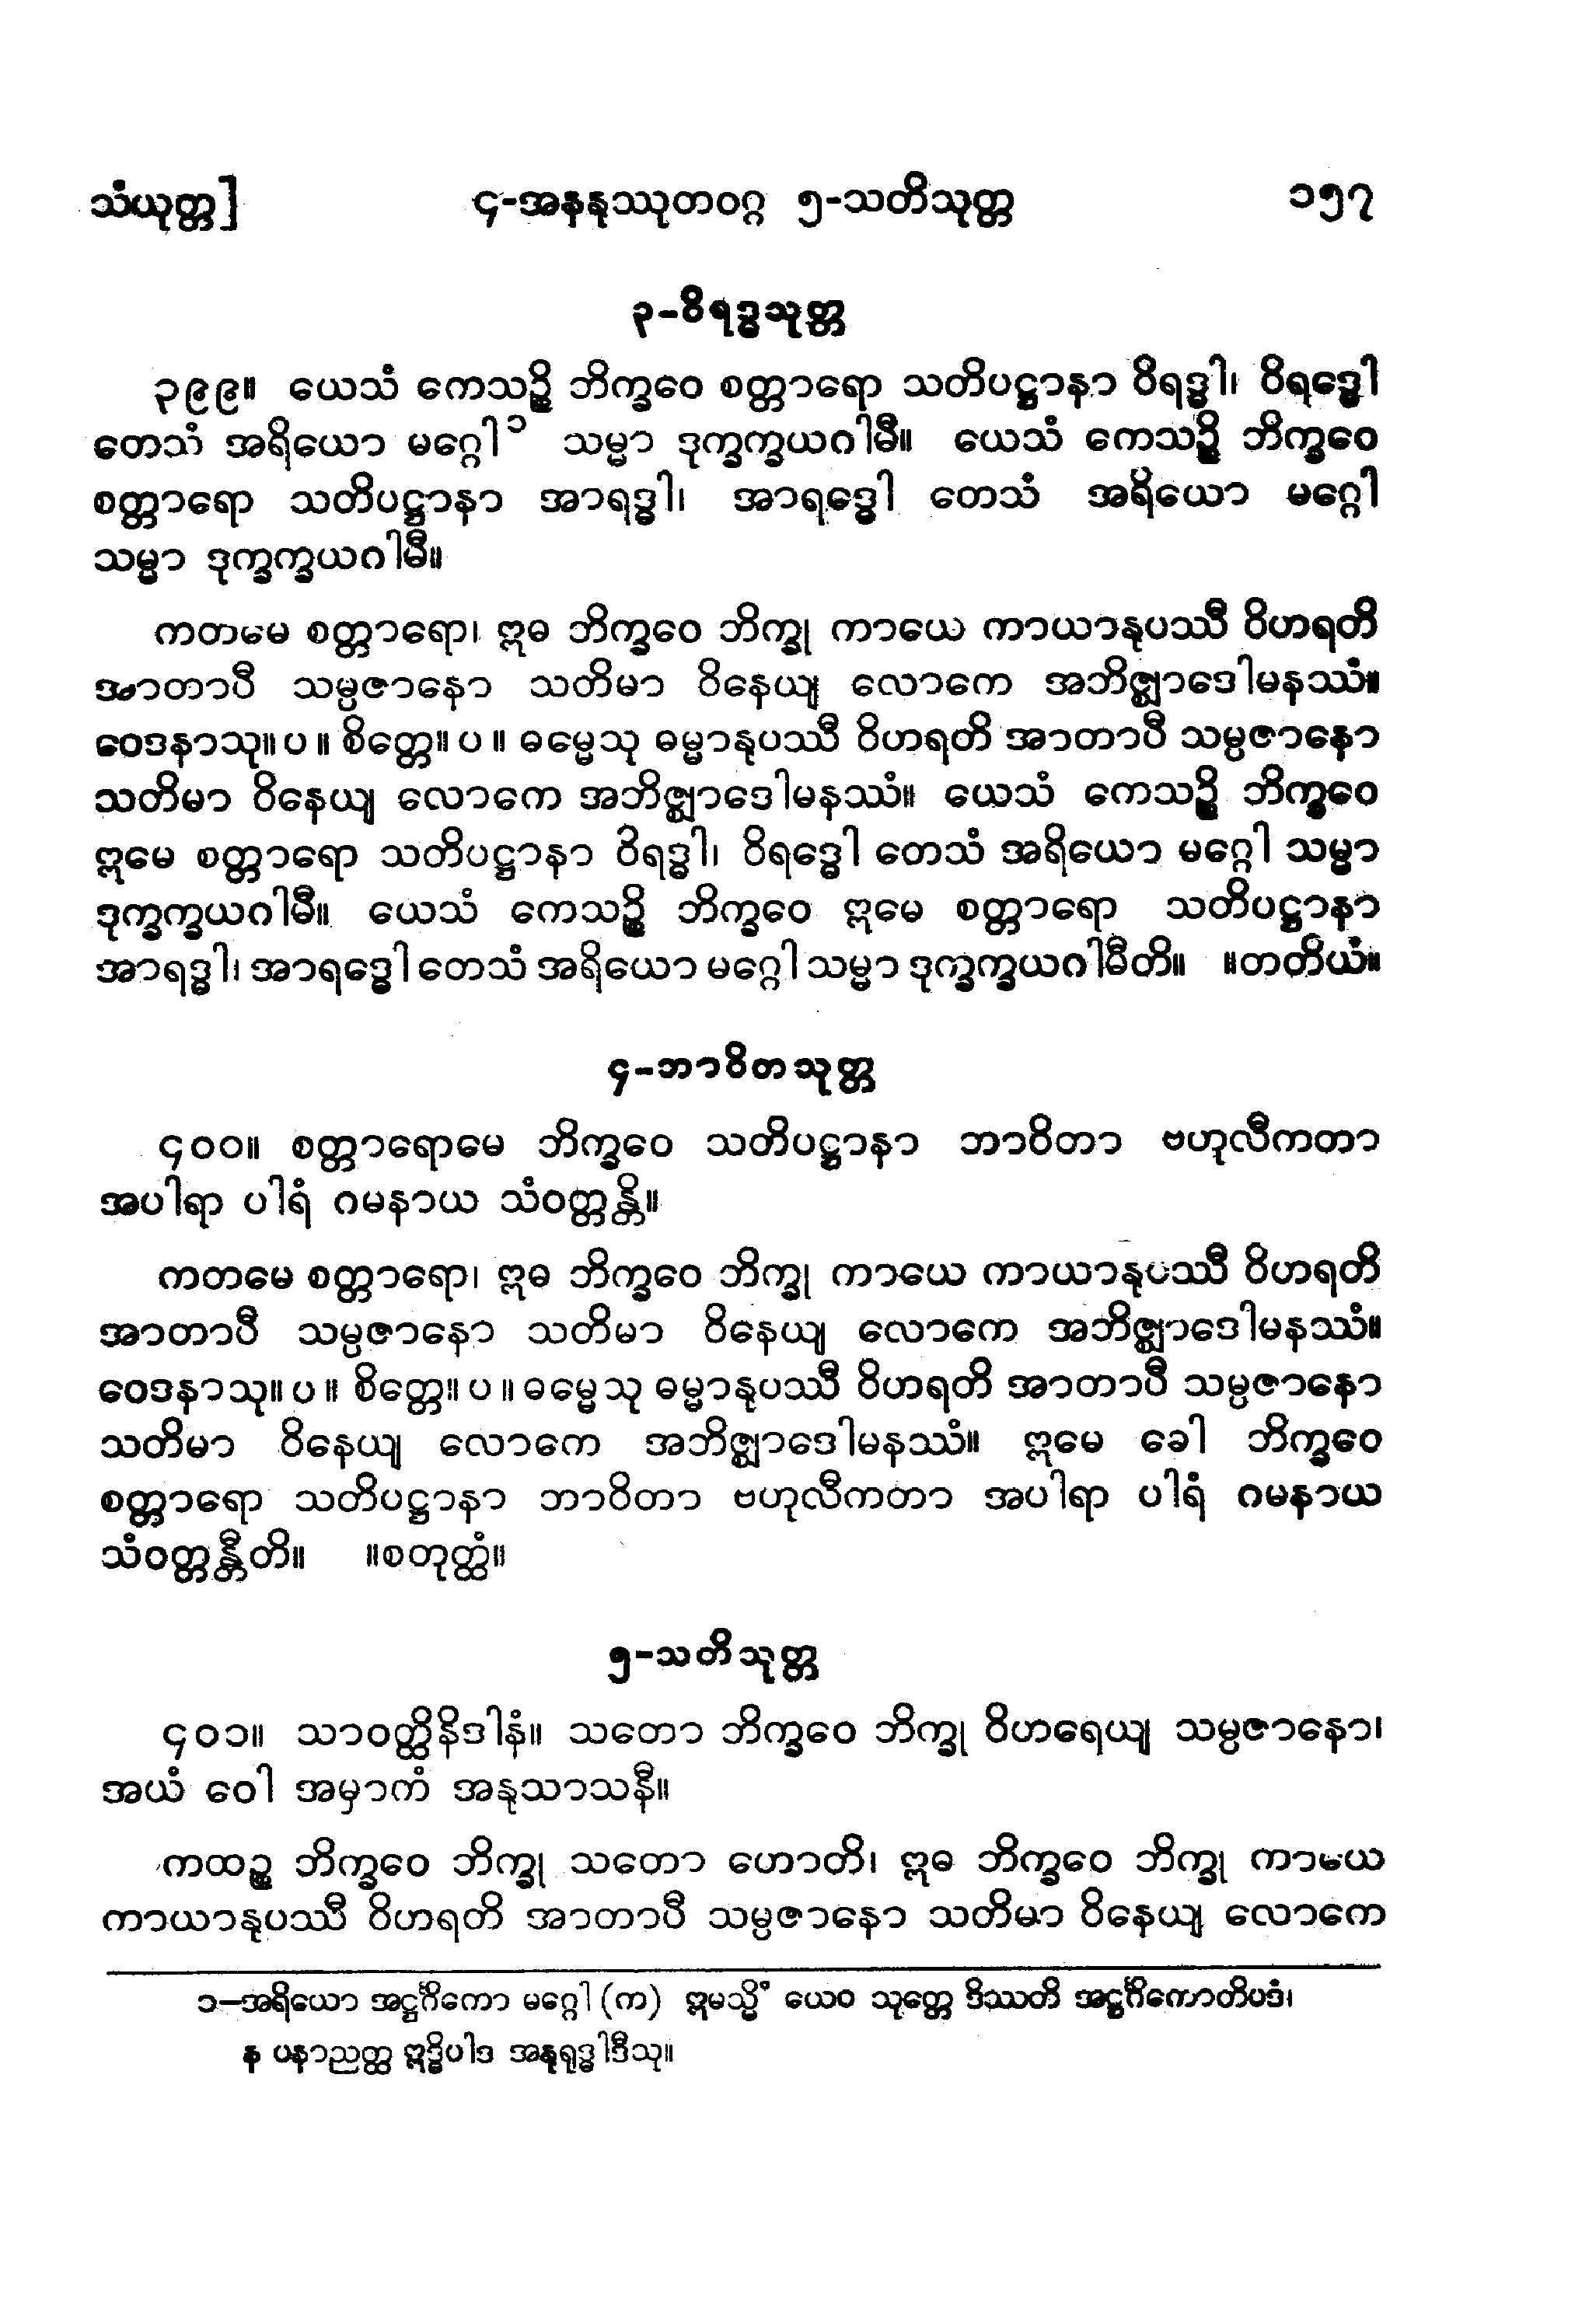 သံယုတ္တ] ၄-အနနုဿုတဝဂ္ဂ ၅-သတိသုတ္တ ၁၅၇
၃-ဝိရဒ္ဓသုတ္တ
၃၉၉။ ယေသံ ကေသဉ္စိ ဘိက္ခဝေ စတ္တာရော သတိပဋ္ဌာနာ ဝိရဒ္ဓါ၊ ဝိရဒ္ဓေါ
တေသံ အရိယော မဂ္ဂေါ ၁ သမ္မာ ဒုက္ခက္ခယဂါမီ။ ယေသံ ကေသဉ္စိ ဘိက္ခဝေ
စတ္တာရော သတိပဋ္ဌာနာ အာရဒ္ဓါ၊ အာရဒ္ဓေါ တေသံ အရိယော မဂ္ဂေါ
သမ္မာ ဒုက္ခက္ခယဂါမီ။
ကတမေ စတ္တာရော၊ ဣဓ ဘိက္ခဝေ ဘိက္ခု ကာယေ ကာယာနုပဿီ ဝိဟရတိ
အာတာပီ သမ္ပဇာနော သတိမာ ဝိနေယျ လောကေ အဘိဇ္ဈာဒေါမနဿံ။
ဝေဒနာသု။ ပ ။ စိတ္တေ။ ပ ။ ဓမ္မေသု ဓမ္မာနုပဿီ ဝိဟရတိ အာတာပီ သမ္ပဇာနော
သတိမာ ဝိနေယျ လောကေ အဘိဇ္ဈာဒေါမနဿံ။ ယေသံ ကေသဉ္စိ ဘိက္ခဝေ
ဣမေ စတ္တာရော သတိပဋ္ဌာနာ ဝိရဒ္ဓါ၊ ဝိရဒ္ဓေါ တေသံ အရိယော မဂ္ဂေါ သမ္မာ
ဒုက္ခက္ခယဂါမီ။ ယေသံ ကေသဉ္စိ ဘိက္ခဝေ ဣမေ စတ္တာရော သတိပဋ္ဌာနာ
အာရဒ္ဓါ၊ အာရဒ္ဓေါ တေသံ အရိယော မဂ္ဂေါ သမ္မာ ဒုက္ခက္ခယဂါမီတိ။ ။တတိယံ။
၄-ဘာဝိတသုတ္တ
၄၀၀။ စတ္တာရောမေ ဘိက္ခဝေ သတိပဋ္ဌာနာ ဘာဝိတာ ဗဟုလီကတာ
အပါရာ ပါရံ ဂမနာယ သံဝတ္တန္တိ။
ကတမေ စတ္တာရော၊ ဣဓ ဘိက္ခဝေ ဘိက္ခု ကာယေ ကာယာနုပဿီ ဝိဟရတိ
အာတာပီ သမ္ပဇာနော သတိမာ ဝိနေယျ လောကေ အဘိဇ္ဈာဒေါမနဿံ။
ဝေဒနာသု။ ပ ။ စိတ္တေ။ ပ ။ ဓမ္မေသု ဓမ္မာနုပဿီ ဝိဟရတိ အာတာပီ သမ္ပဇာနော
သတိမာ ဝိနေယျ လောကေ အဘိဇ္ဈာဒေါမနဿံ။ ဣမေ ခေါ ဘိက္ခဝေ
စတ္တာရော သတိပဋ္ဌာနာ ဘာဝိတာ ဗဟုလီကတာ အပါရာ ပါရံ ဂမနာယ
သံဝတ္တန္တီတိ။ ။စတုတ္ထံ။
၅-သတိသုတ္တ
၄၀၁။ သာဝတ္ထိနိဒါနံ။ သတော ဘိက္ခဝေ ဘိက္ခု ဝိဟရေယျ သမ္ပဇာနော၊
အယံ ဝေါ အမှာကံ အနုသာသနီ။
ကထဉ္စ ဘိက္ခဝေ ဘိက္ခု သတော ဟောတိ၊ ဣဓ ဘိက္ခဝေ ဘိက္ခု ကာယေ
ကာယာနုပဿီ ဝိဟရတိ အာတာပီ သမ္ပဇာနော သတိမာ ဝိနေယျ လောကေ
၁—အရိယော အဋ္ဌင်္ဂိကော မဂ္ဂေါ (က) ဣမသ္မိံ ယေဝ သုတ္တေ ဒိဿတိ အဋ္ဌင်္ဂိကောတိပဒံ၊
န ပနာညတ္ထ ဣဒ္ဓိပါဒ အနုရုဒ္ဓါဒီသု။